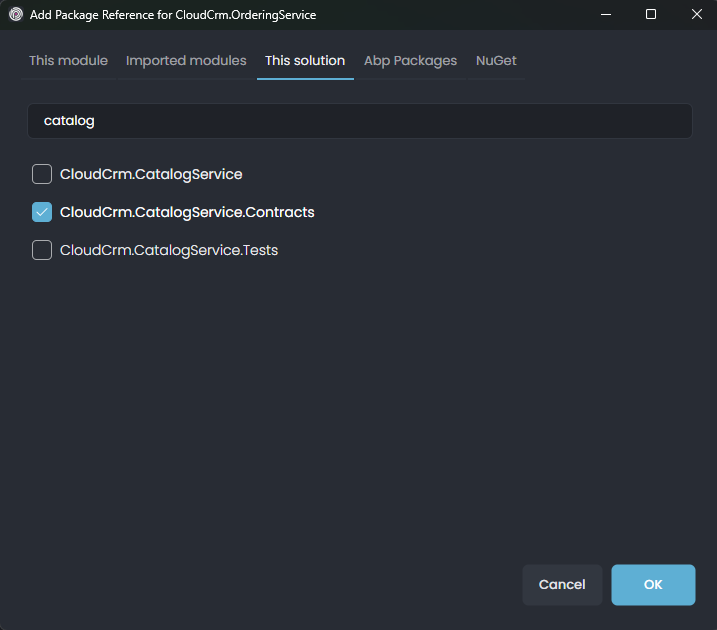 Add Package Reference for CloudCrm.OrderingService
This module Imported modules This solution Abp Packages NuGet
catalog
CloudCrm.CatalogService
CloudCrm.CatalogService.Contracts
CloudCrm.CatalogService.Tests
Cancel OK